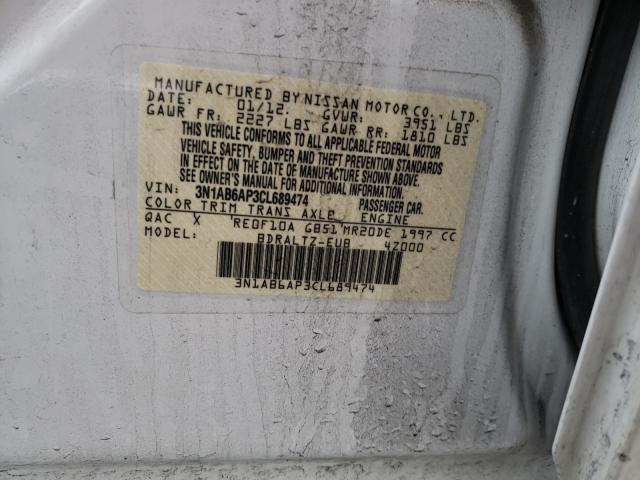 MANUFACTURED BY NISSAN MOTOR CO., LTD.
DATE: 01/12. GVWR: 3951 LBS
GAWR FR: 2227 LBS GAWR RR: 1810 LBS
THIS VEHICLE CONFORMS TO ALL APPLICABLE FEDERAL MOTOR
VEHICLE SAFETY, BUMPER AND THEFT PREVENTION STANDARDS
IN EFFECT ON THE DATE OF MANUFACTURE SHOWN ABOVE.
SEE OWNER'S MANUAL FOR ADDITIONAL INFORMATION.
VIN: 3N1AB6AP3CL689474 PASSENGER CAR.
COLOR TRIM TRANS AXLE ENGINE
QAC X RE0F10A GB51 MR20DE 1997 CC
MODEL: BDRALTZ-EUB 4Z000
3N1AB6AP3CL689474